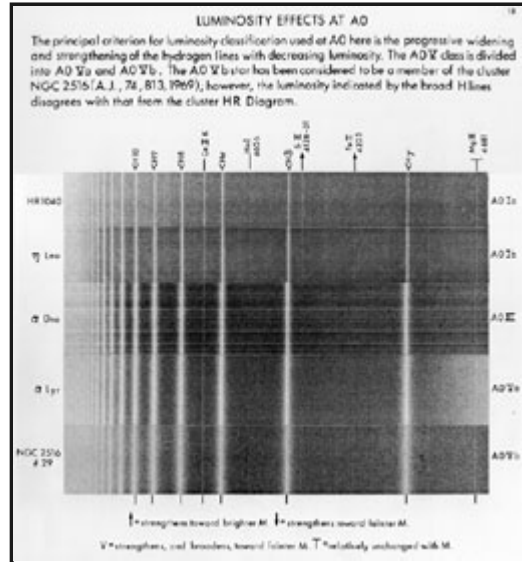 LUMINOSITY EFFECTS AT A0
The principal criterion for luminosity classification used at A0 here is the progressive widening
and strengthening of the hydrogen lines with decreasing luminosity. The A0 V class is divided
into A0 Va and A0 Vb. The A0 Vb star has been considered to be a member of the cluster
NGC 2516 (A.J., 74, 813, 1969); however, the luminosity indicated by the broad H lines
disagrees with that from the cluster HR Diagram.
HR 1040
η Leo
α Dra
α Lyr
A0 III
A0 Va
NGC 2516
# 29
A0 Vb
= strengthens toward brighter M. = strengthens toward fainter M.
V = strengthens, and broadens, toward fainter M. T = relatively unchanged with M.